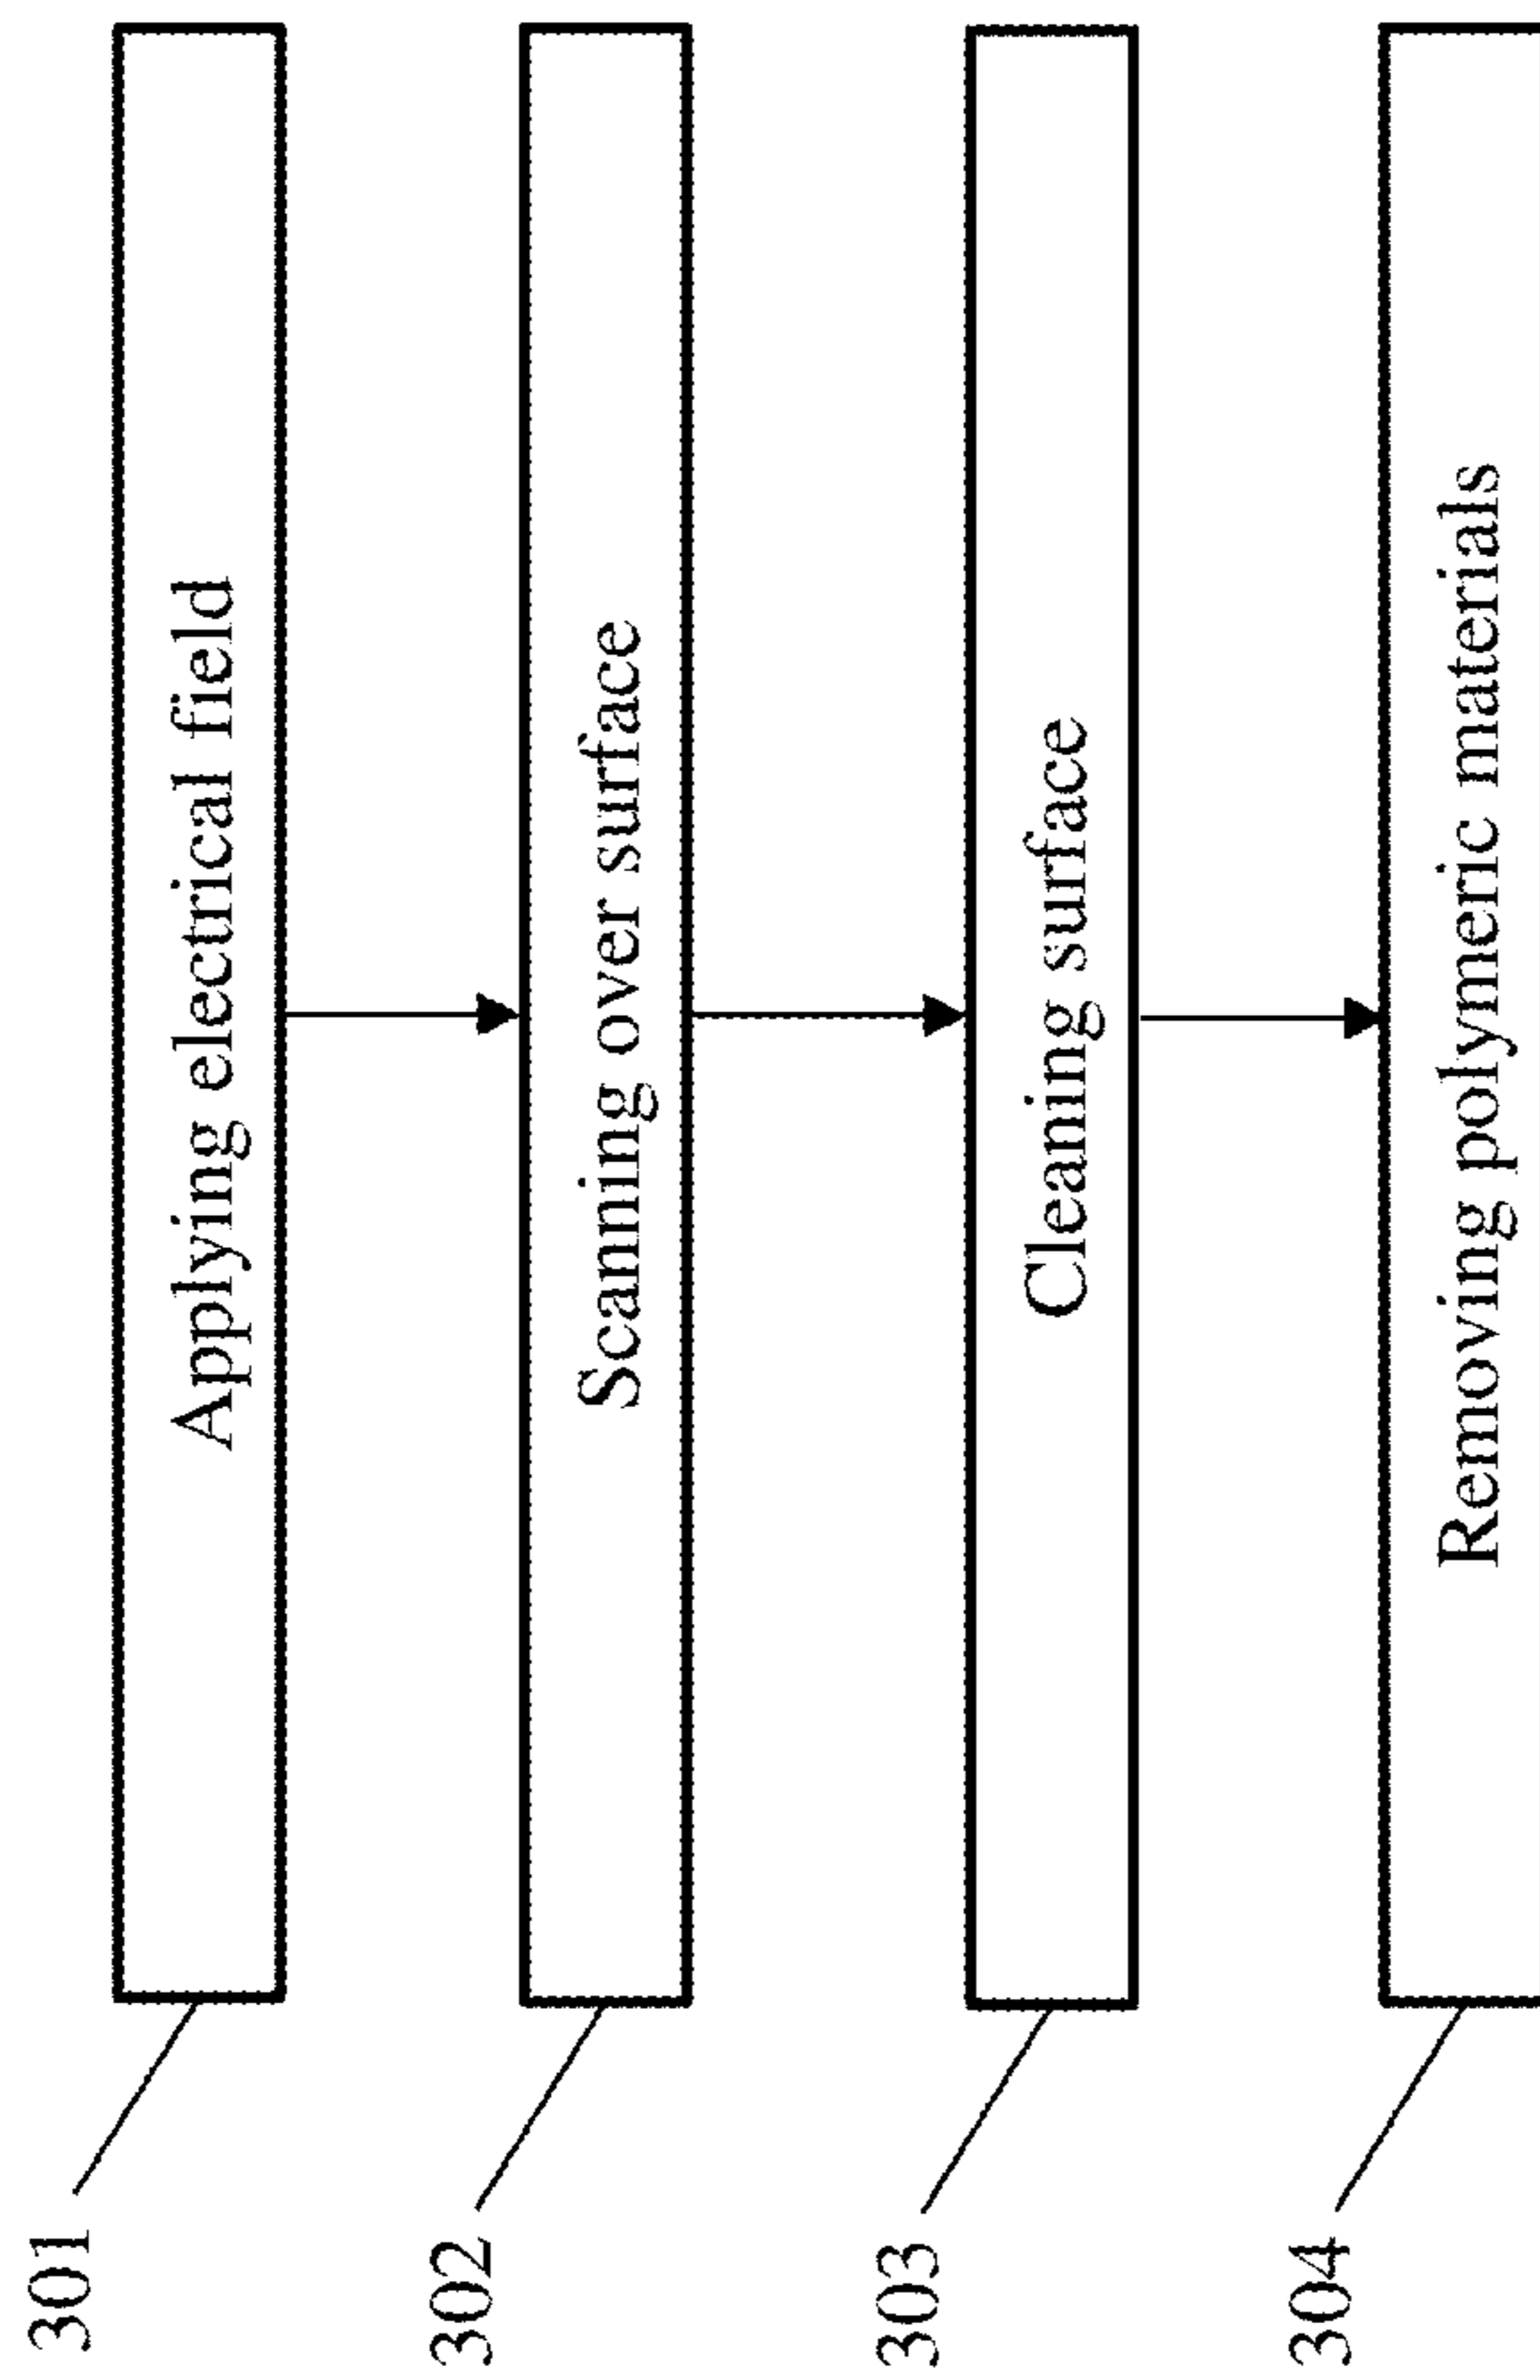 301
Applying electrical field
302
Scanning over surface
303
Cleaning surface
304
Removing polymeric materials